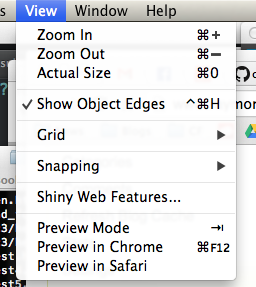 View Window Help
Zoom In ⌘+
Zoom Out ⌘−
Actual Size ⌘0
✓ Show Object Edges ^⌘H
Grid ▶
Snapping ▶
Shiny Web Features...
Preview Mode ⇥
Preview in Chrome ⌘F12
Preview in Safari